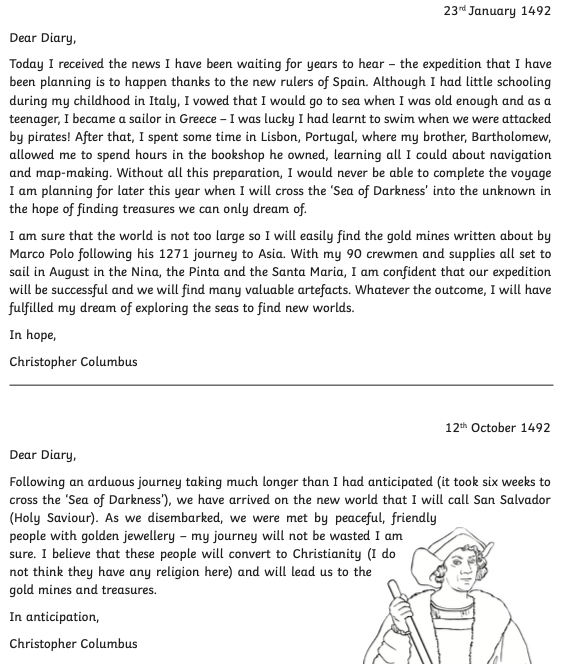 23rd January 1492
Dear Diary,
Today I received the news I have been waiting for years to hear – the expedition that I have
been planning is to happen thanks to the new rulers of Spain. Although I had little schooling
during my childhood in Italy, I vowed that I would go to sea when I was old enough and as a
teenager, I became a sailor in Greece – I was lucky I had learnt to swim when we were attacked
by pirates! After that, I spent some time in Lisbon, Portugal, where my brother, Bartholomew,
allowed me to spend hours in the bookshop he owned, learning all I could about navigation
and map-making. Without all this preparation, I would never be able to complete the voyage
I am planning for later this year when I will cross the ‘Sea of Darkness’ into the unknown in
the hope of finding treasures we can only dream of.
I am sure that the world is not too large so I will easily find the gold mines written about by
Marco Polo following his 1271 journey to Asia. With my 90 crewmen and supplies all set to
sail in August in the Nina, the Pinta and the Santa Maria, I am confident that our expedition
will be successful and we will find many valuable artefacts. Whatever the outcome, I will have
fulfilled my dream of exploring the seas to find new worlds.
In hope,
Christopher Columbus
12th October 1492
Dear Diary,
Following an arduous journey taking much longer than I had anticipated (it took six weeks to
cross the ‘Sea of Darkness’), we have arrived on the new world that I will call San Salvador
(Holy Saviour). As we disembarked, we were met by peaceful, friendly
people with golden jewellery – my journey will not be wasted I am
sure. I believe that these people will convert to Christianity (I do
not think they have any religion here) and will lead us to the
gold mines and treasures.
In anticipation,
Christopher Columbus